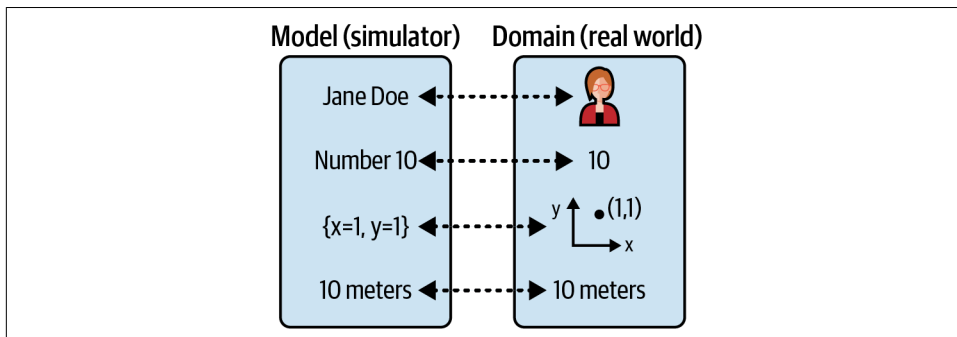 Model (simulator) Domain (real world)
Jane Doe
Number 10 10
{x=1, y=1} y (1,1)
x
10 meters 10 meters